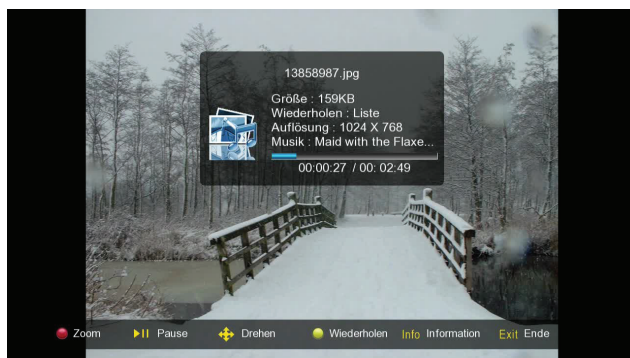 13858987.jpg
Größe : 159KB
Wiederholen : Liste
Auflösung : 1024 X 768
Musik : Maid with the Flaxe...
00:00:27 / 00: 02:49
Zoom Pause Drehen Wiederholen Info Information Exit Ende